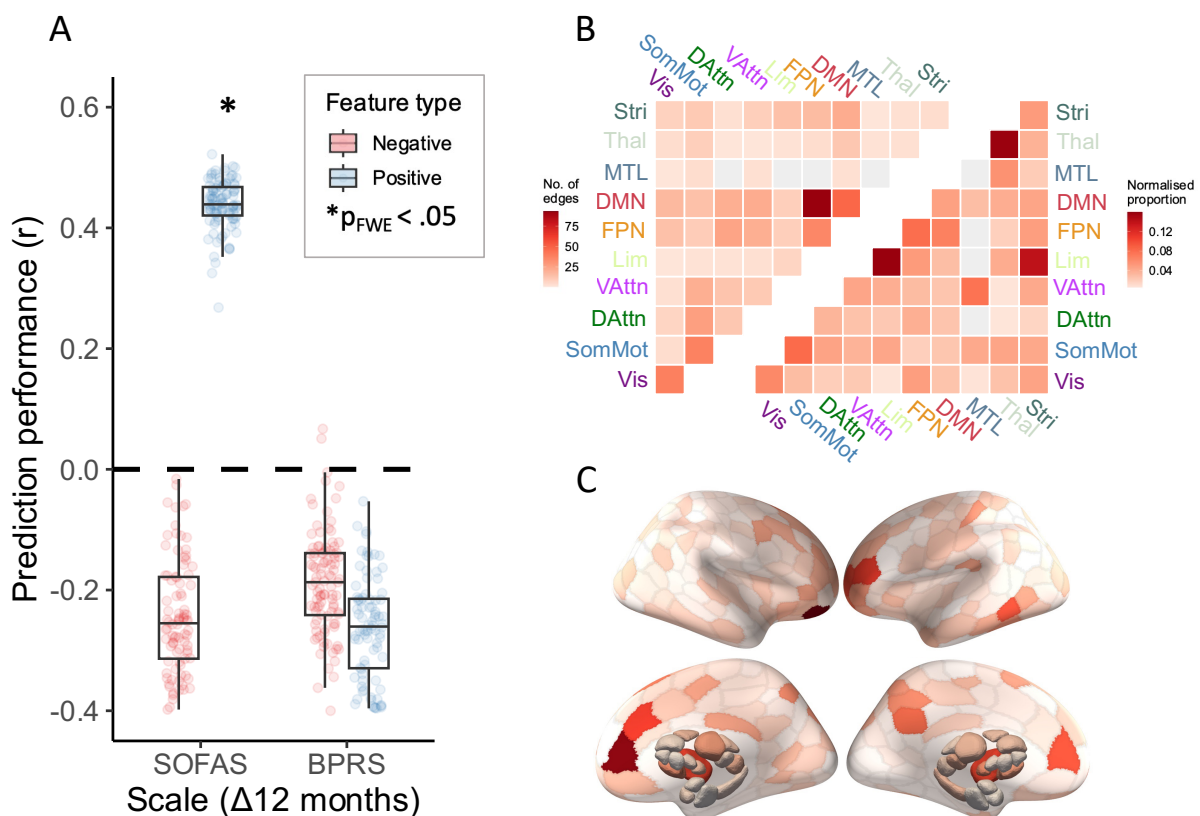 A
Prediction performance (r)
0.6
0.4
0.2
0.0
-0.2
-0.4
*
Feature type
Negative
Positive
*pFWE < .05
SOFAS
BPRS
Scale (Δ12 months)
B
Vis
SomMot
DAttn
VAttn
Lim
FPN
DMN
MTL
Thal
Stri
Stri
Thal
MTL
DMN
FPN
Lim
VAttn
DAttn
SomMot
Vis
No. of
edges
75
50
25
Stri
Thal
MTL
DMN
FPN
Lim
VAttn
DAttn
SomMot
Vis
Normalised
proportion
0.12
0.08
0.04
Vis
SomMot
DAttn
VAttn
Lim
FPN
DMN
MTL
Thal
Stri
C